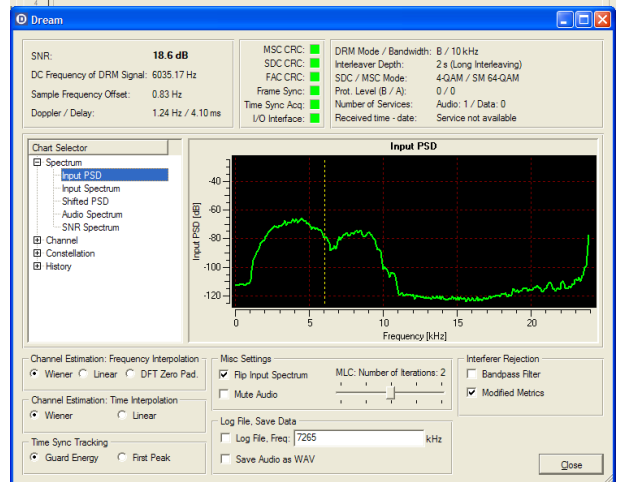 4
Dream
SNR: 18.6 dB
DC Frequency of DRM Signal: 6035.17 Hz
Sample Frequency Offset: 0.83 Hz
Doppler / Delay: 1.24 Hz / 4.10 ms
MSC CRC:
SDC CRC:
FAC CRC:
Frame Sync:
Time Sync Acq:
I/O Interface:
DRM Mode / Bandwidth: B / 10 kHz
Interleaver Depth: 2 s (Long Interleaving)
SDC / MSC Mode: 4-QAM / SM 64-QAM
Prot. Level (B / A): 0 / 0
Number of Services: Audio: 1 / Data: 0
Received time - date: Service not available
Chart Selector
Spectrum
Input PSD
Input Spectrum
Shifted PSD
Audio Spectrum
SNR Spectrum
Channel
Constellation
History
Input PSD
Input PSD [dB]
-40
-60
-80
-100
-120
0 5 10 15 20
Frequency [kHz]
Channel Estimation: Frequency Interpolation
Wiener Linear DFT Zero Pad.
Channel Estimation: Time Interpolation
Wiener Linear
Time Sync Tracking
Guard Energy First Peak
Misc Settings
Flip Input Spectrum
Mute Audio
MLC: Number of Iterations: 2
Log File, Save Data
Log File, Freq: 7265 kHz
Save Audio as WAV
Interferer Rejection
Bandpass Filter
Modified Metrics
Close